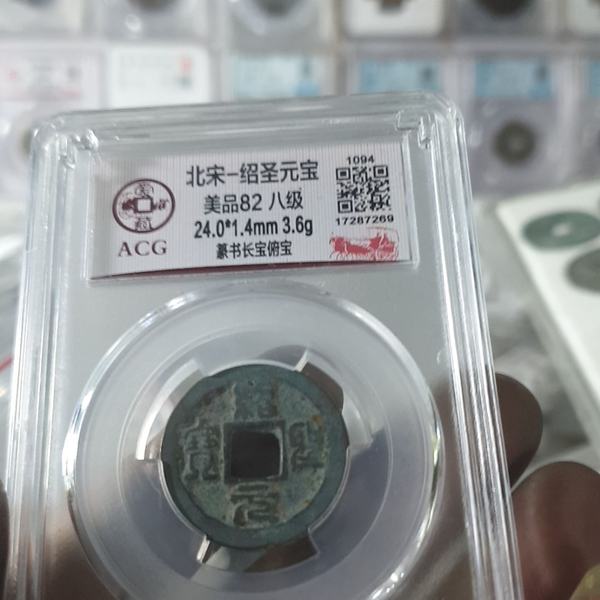 北宋-绍圣元宝
美品82 八级
24.0*1.4mm 3.6g
篆书长宝俯宝
ACG
1094
17287269